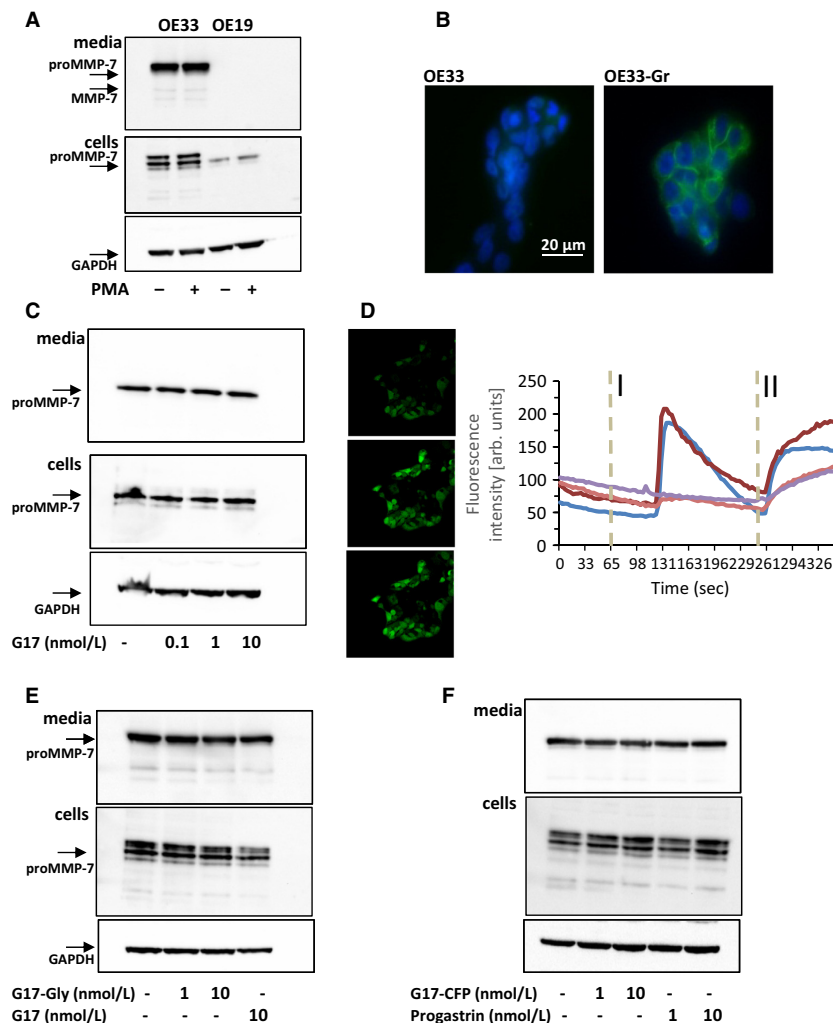 A
OE33 OE19
media
proMMP-7
MMP-7
cells
proMMP-7
GAPDH
PMA – + – +
B
OE33
OE33-Gr
20 µm
C
media
proMMP-7
cells
proMMP-7
GAPDH
G17 (nmol/L) - 0.1 1 10
D
Fluorescence
intensity [arb. units]
250
200
150
100
50
0
I
II
0 33 65 98 131163196229261294326
Time (sec)
E
media
proMMP-7
cells
proMMP-7
GAPDH
G17-Gly (nmol/L) - 1 10 -
G17 (nmol/L) - - - 10
F
media
cells
G17-CFP (nmol/L) - 1 10 - -
Progastrin (nmol/L) - - - 1 10